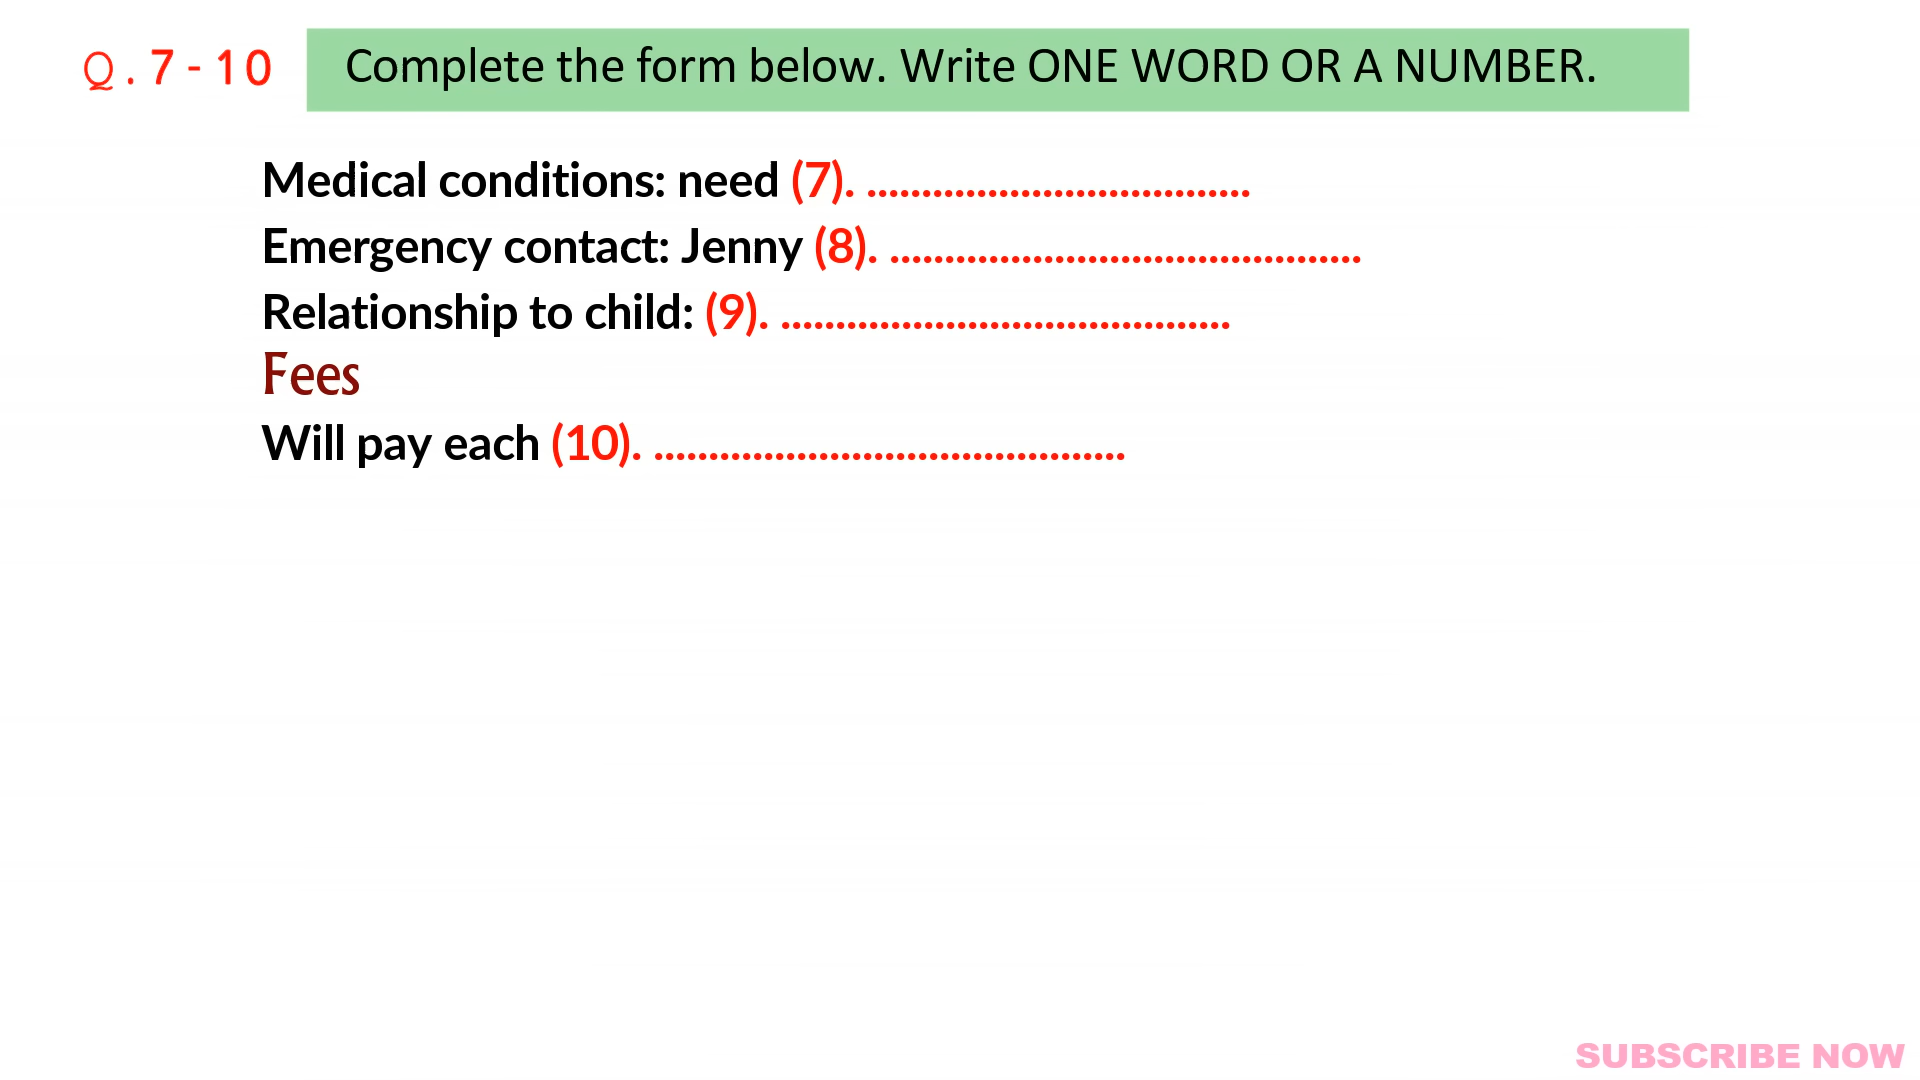 Q.7-10 Complete the form below. Write ONE WORD OR A NUMBER.
Medical conditions: need (7). ...................................
Emergency contact: Jenny (8). ...........................................
Relationship to child: (9). .........................................
Fees
Will pay each (10). ...........................................
SUBSCRIBE NOW